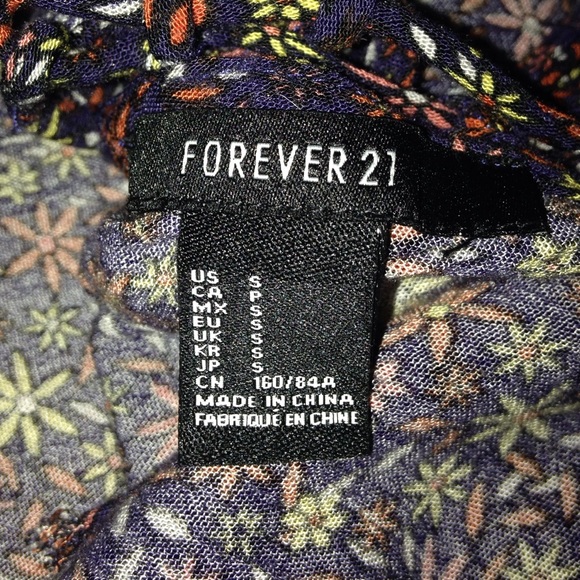 FOREVER 21
US S
CA P
MX S
EU S
UK S
KR S
JP S
CN 160/84A
MADE IN CHINA
FABRIQUÉ EN CHINE